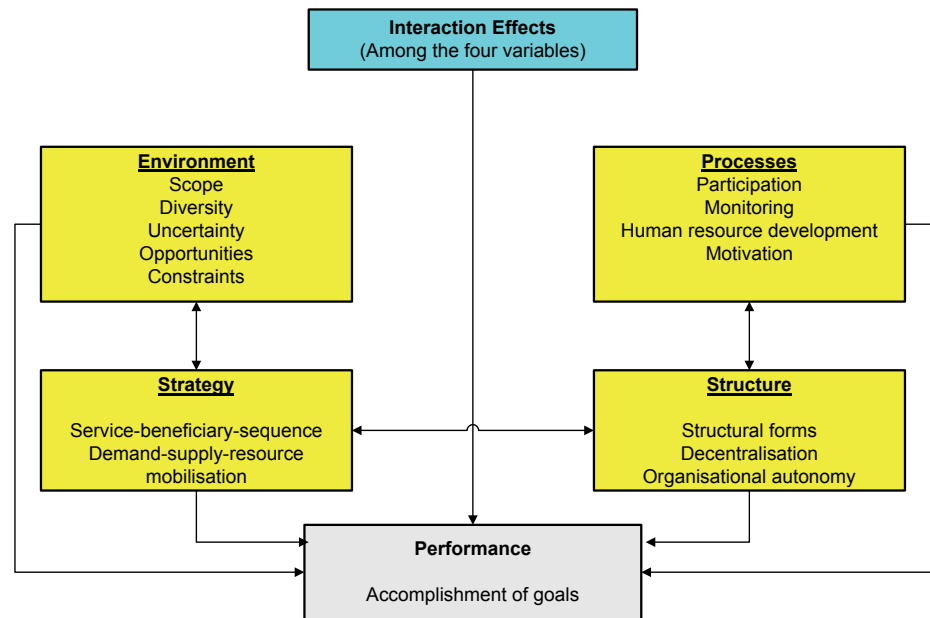 Interaction Effects
(Among the four variables)
Environment
Scope
Diversity
Uncertainty
Opportunities
Constraints
Processes
Participation
Monitoring
Human resource development
Motivation
Strategy
Service-beneficiary-sequence
Demand-supply-resource
mobilisation
Structure
Structural forms
Decentralisation
Organisational autonomy
Performance
Accomplishment of goals